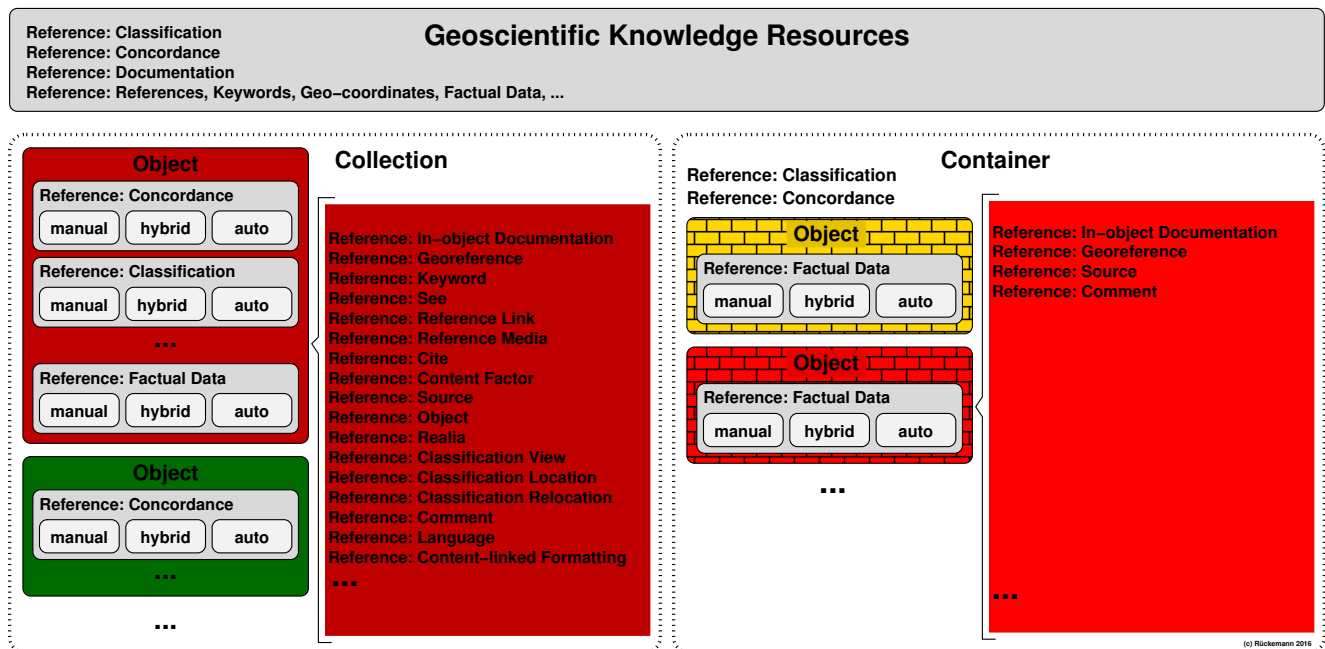 Geoscientific Knowledge Resources
Reference: Classification
Reference: Concordance
Reference: Documentation
Reference: References, Keywords, Geo−coordinates, Factual Data, ...
Collection
Object
Reference: Concordance
manual hybrid auto
Reference: Classification
manual hybrid auto
...
Reference: Factual Data
manual hybrid auto
Object
Reference: Concordance
manual hybrid auto
...
...
Reference: In−object Documentation
Reference: Georeference
Reference: Keyword
Reference: See
Reference: Reference Link
Reference: Reference Media
Reference: Cite
Reference: Content Factor
Reference: Source
Reference: Object
Reference: Realia
Reference: Classification View
Reference: Classification Location
Reference: Classification Relocation
Reference: Comment
Reference: Language
Reference: Content−linked Formatting
...
Container
Reference: Classification
Reference: Concordance
Object
Reference: Factual Data
manual hybrid auto
Object
Reference: Factual Data
manual hybrid auto
...
Reference: In−object Documentation
Reference: Georeference
Reference: Source
Reference: Comment
...
(c) Rückemann 2016